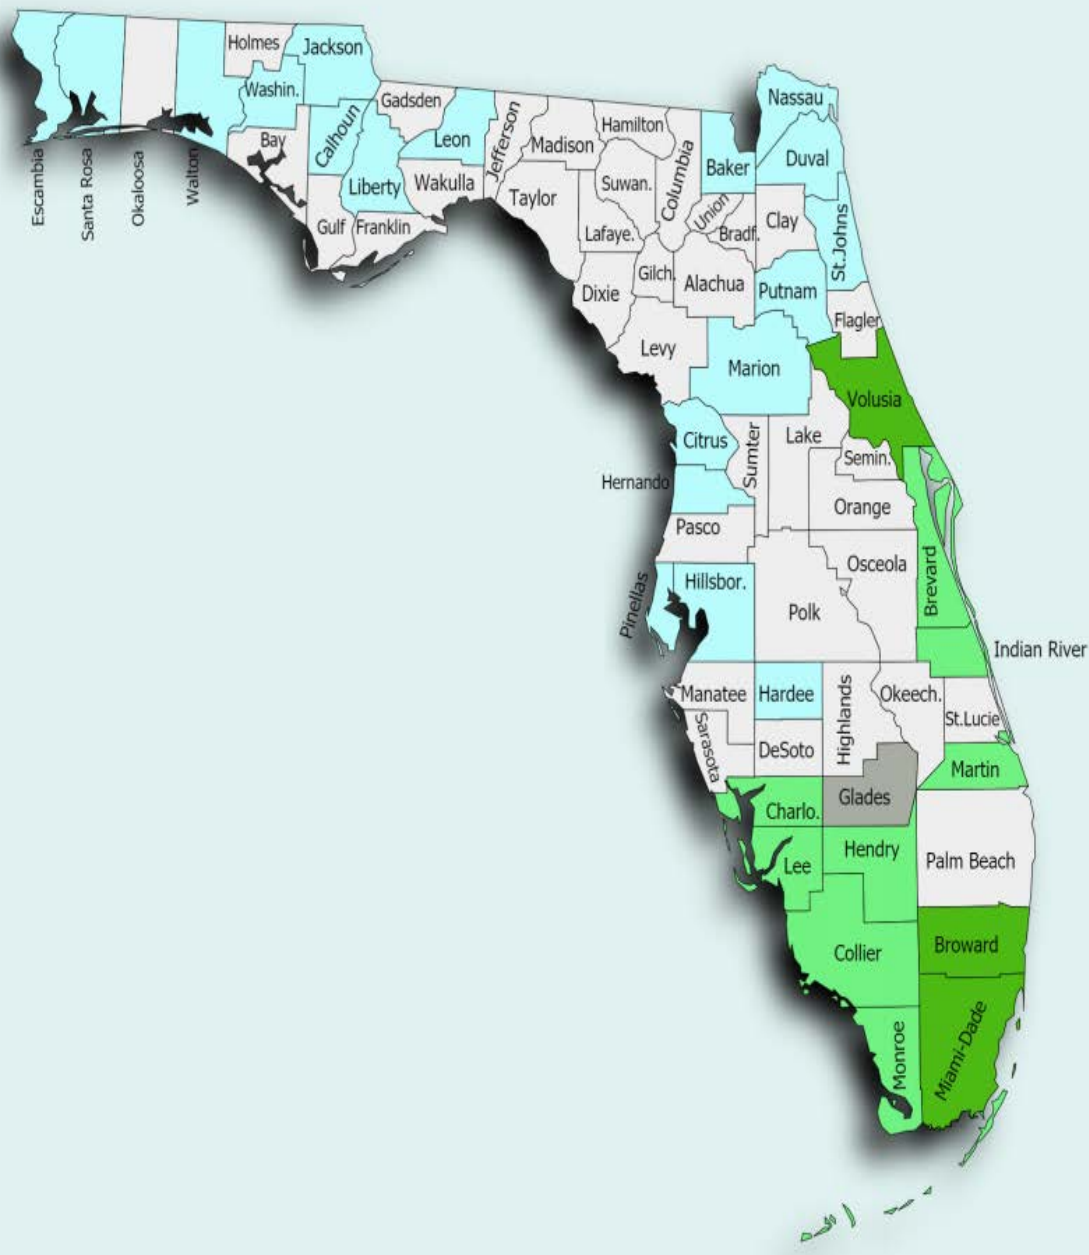 Holmes
Jackson
Washin.
Escambia
Santa Rosa
Okaloosa
Walton
Bay
Calhoun
Gadsden
Leon
Liberty
Gulf
Franklin
Wakulla
Jefferson
Madison
Taylor
Hamilton
Suwan.
Lafaye.
Columbia
Dixie
Gilch.
Baker
Union
Bradf.
Nassau
Duval
Clay
St.Johns
Alachua
Putnam
Flagler
Levy
Marion
Volusia
Citrus
Sumter
Lake
Semin.
Hernando
Orange
Pasco
Osceola
Brevard
Pinellas
Hillsbor.
Polk
Indian River
Manatee
Hardee
Highlands
Okeech.
St.Lucie
Sarasota
DeSoto
Martin
Charlo.
Glades
Lee
Hendry
Palm Beach
Collier
Broward
Monroe
Miami-Dade